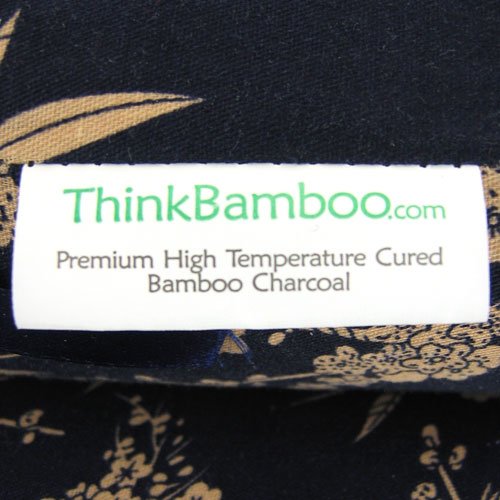 ThinkBamboo.com
Premium High Temperature Cured
Bamboo Charcoal